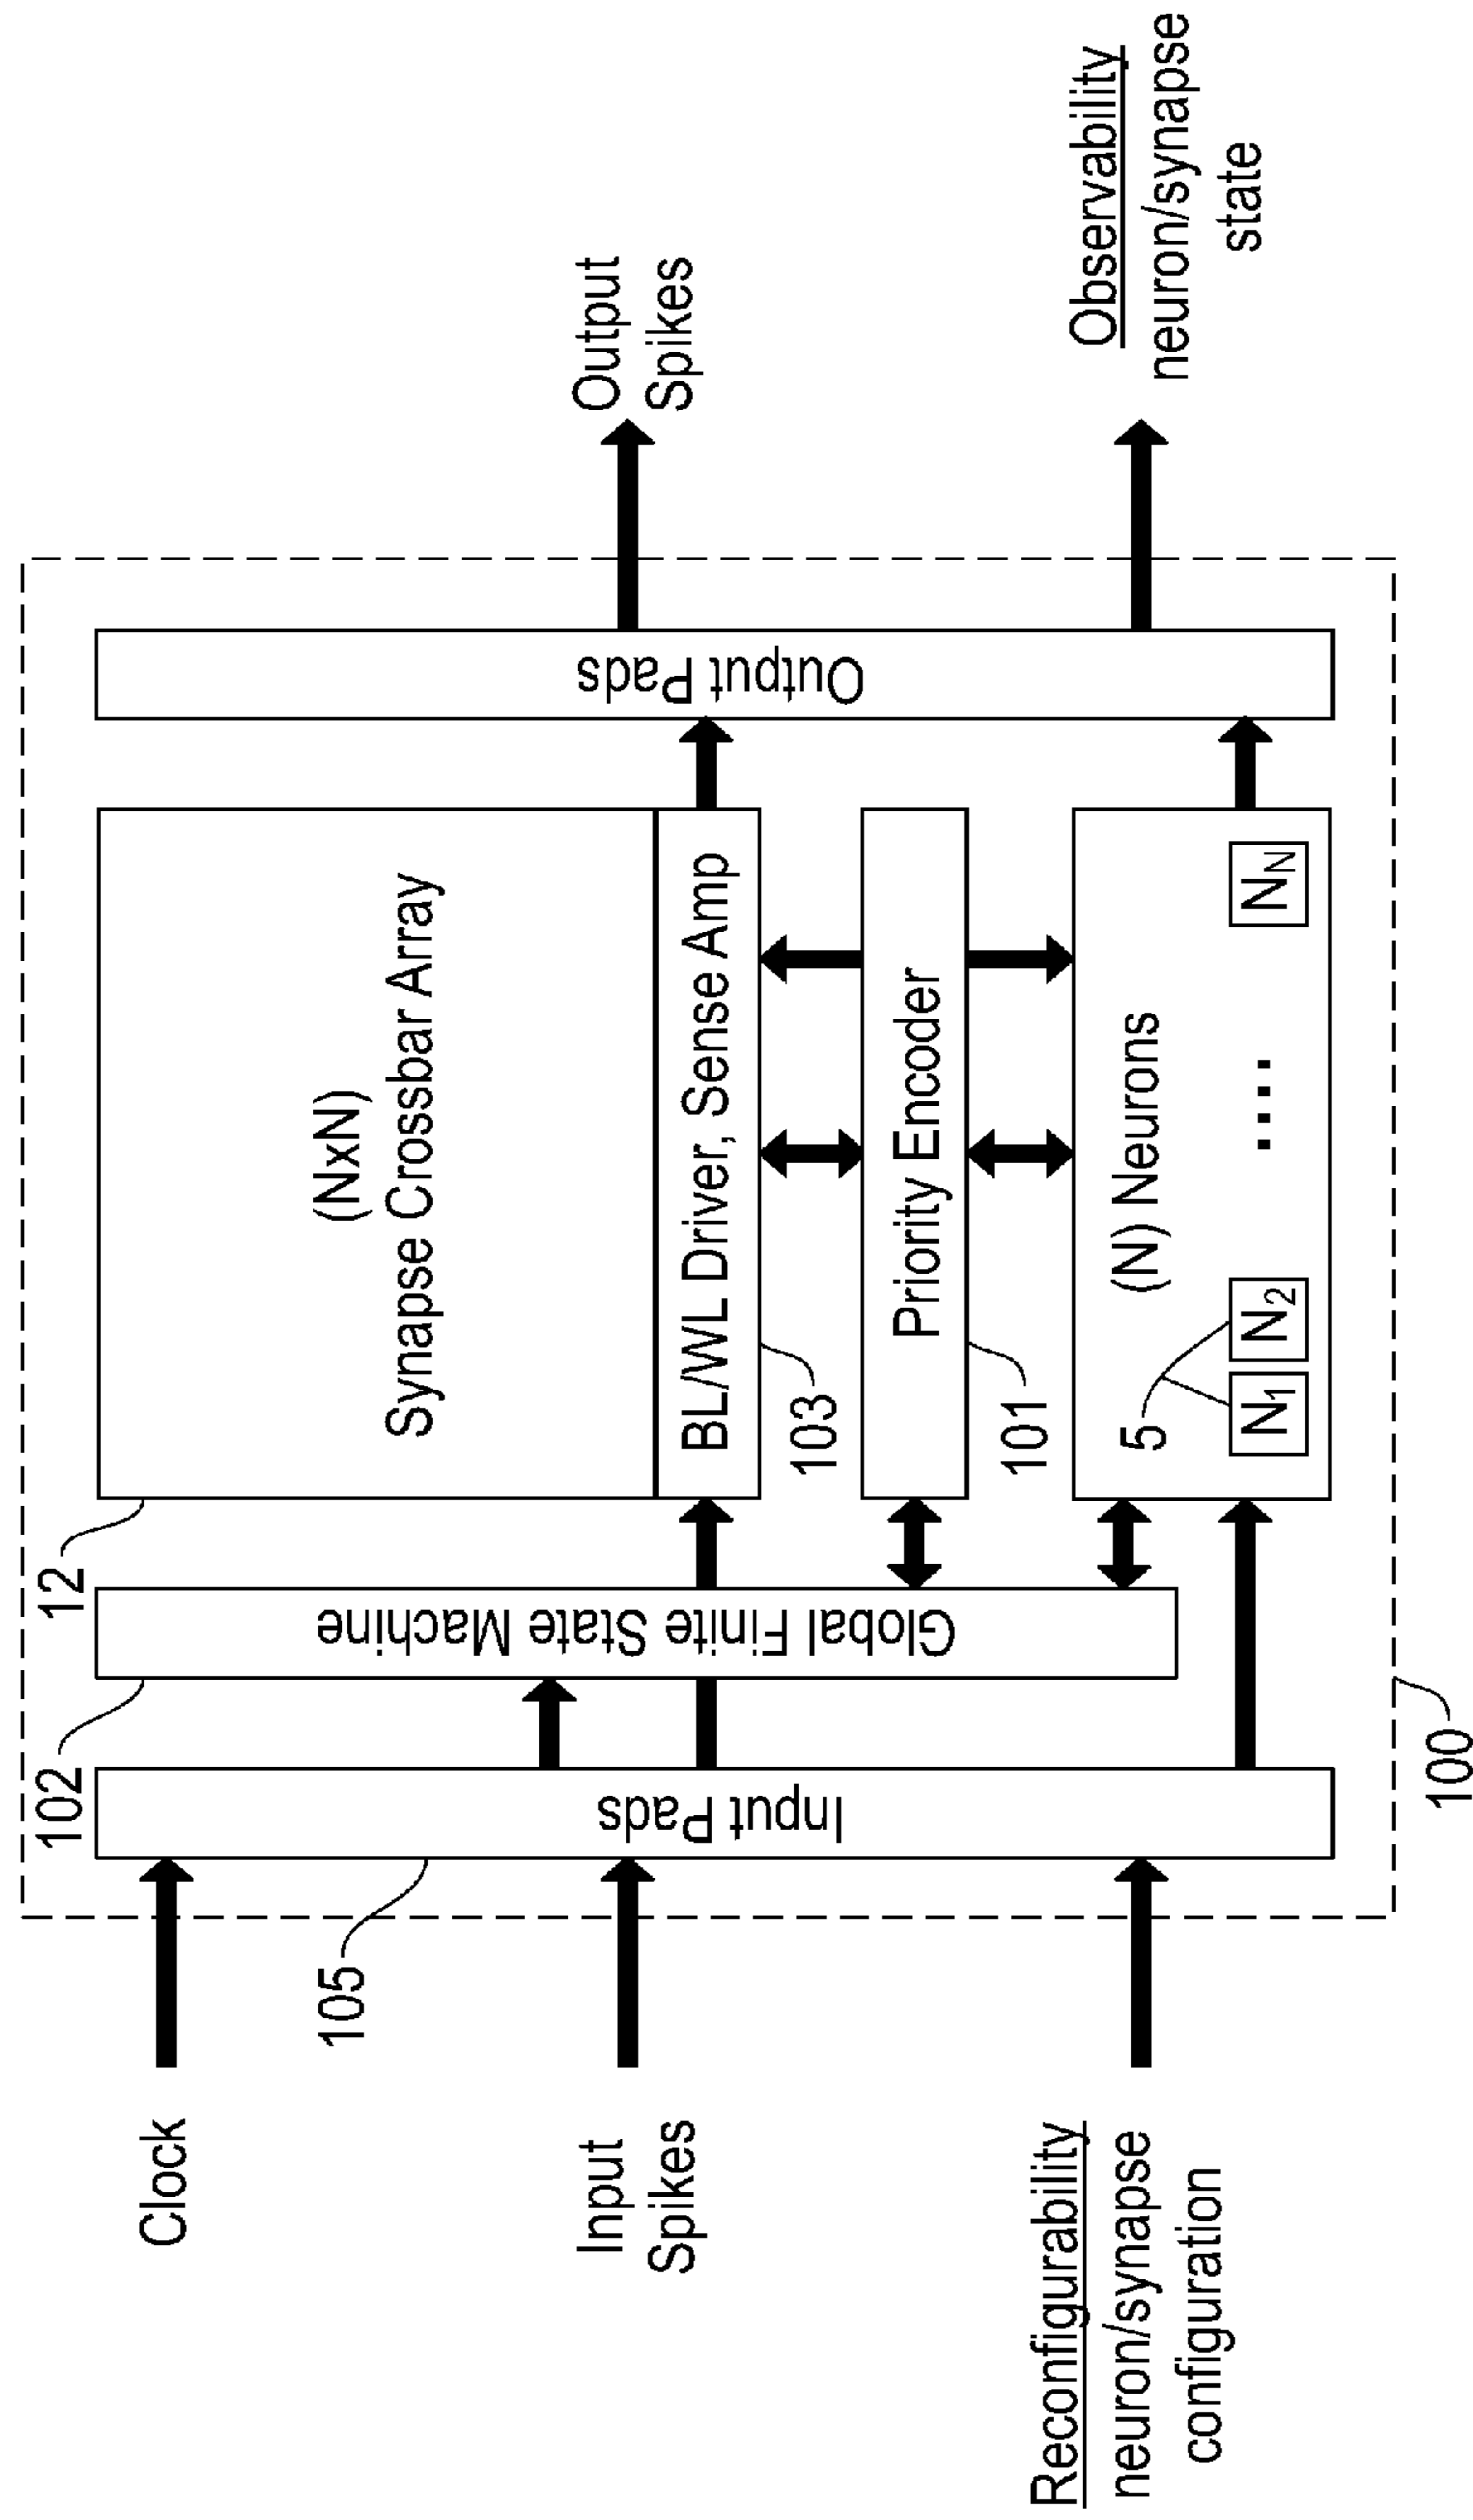 Clock
Input
Spikes
Reconfigurability
neuron/synapse
configuration
105
102
12
Input Pads
Global Finite State Machine
(NxN)
Synapse Crossbar Array
BL/WL Driver, Sense Amp
103
Priority Encoder
101
(N) Neurons
5
N1
N2
....
NN
Output Pads
100
Output
Spikes
Observability
neuron/synapse
state